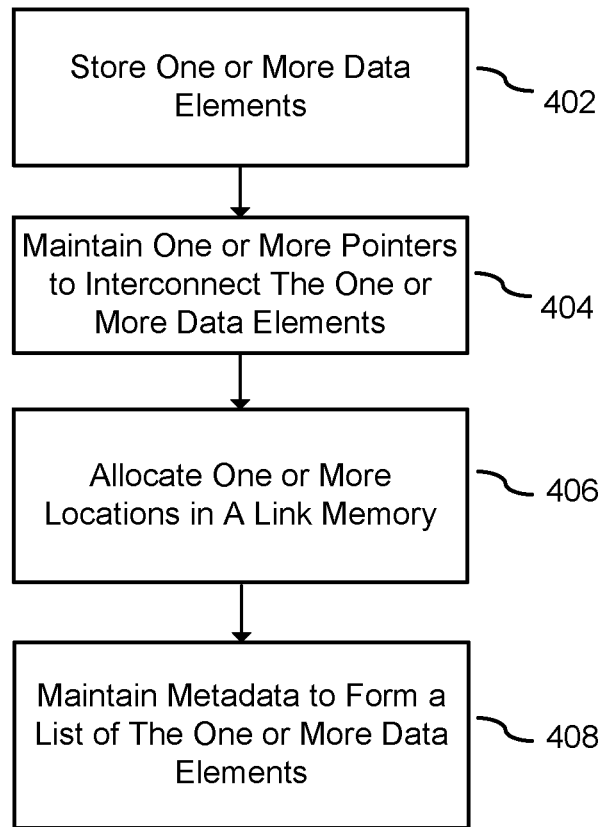 Store One or More Data
Elements
402
Maintain One or More Pointers
to Interconnect The One or
More Data Elements
404
Allocate One or More
Locations in A Link Memory
406
Maintain Metadata to Form a
List of The One or More Data
Elements
408